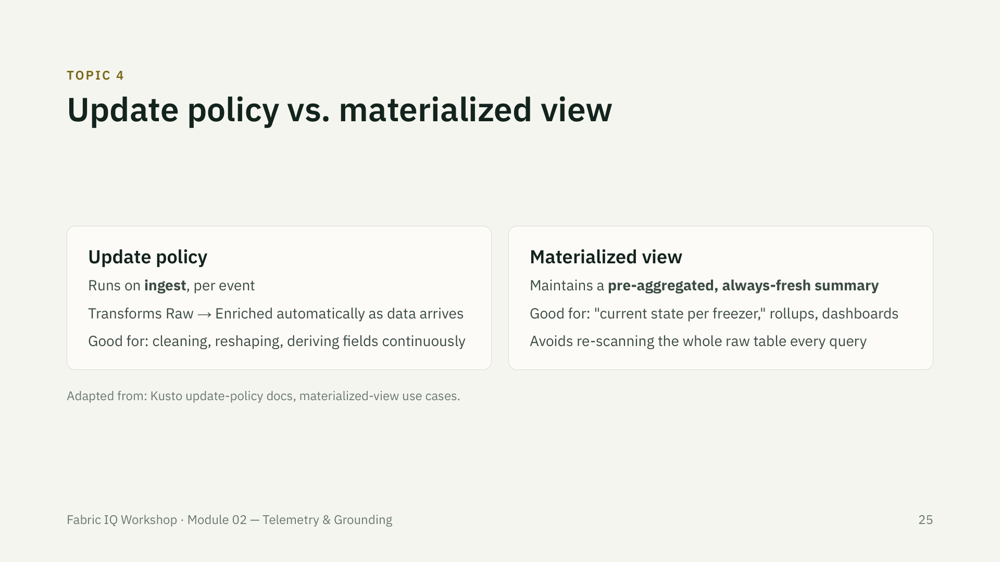 TOPIC 4
Update policy vs. materialized view
Update policy
Runs on ingest, per event
Transforms Raw → Enriched automatically as data arrives
Good for: cleaning, reshaping, deriving fields continuously
Materialized view
Maintains a pre-aggregated, always-fresh summary
Good for: "current state per freezer," rollups, dashboards
Avoids re-scanning the whole raw table every query
Adapted from: Kusto update-policy docs, materialized-view use cases.
Fabric IQ Workshop · Module 02 — Telemetry & Grounding
25